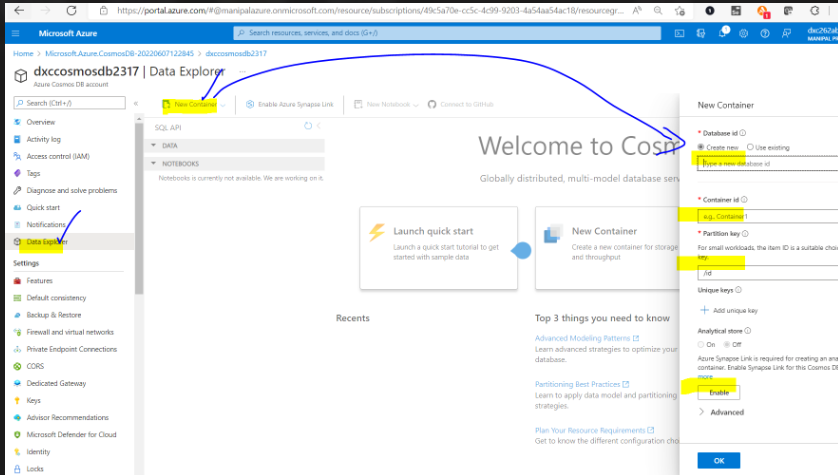 https://portal.azure.com/#@manipalazure.onmicrosoft.com/resource/subscriptions/49c5a70e-cc5c-4c99-9203-4a54aa54ac18/resourcegr...
Microsoft Azure
Search resources, services, and docs (G+/)
dxc262ab
MANIPAL PR
Home > Microsoft.Azure.CosmosDB-20220607122845 > dxccosmosdb2317
dxccosmosdb2317 | Data Explorer
Azure Cosmos DB account
Search (Ctrl+/)
Overview
Activity log
Access control (IAM)
Tags
Diagnose and solve problems
Quick start
Notifications
Data Explorer
Settings
Features
Default consistency
Backup & Restore
Firewall and virtual networks
Private Endpoint Connections
CORS
Dedicated Gateway
Keys
Advisor Recommendations
Microsoft Defender for Cloud
Identity
Locks
New Container
Enable Azure Synapse Link
New Notebook
Connect to GitHub
SQL API
DATA
NOTEBOOKS
Notebooks is currently not available. We are working on it.
Welcome to Cosm
Globally distributed, multi-model database serv
Launch quick start
Launch a quick start tutorial to get
started with sample data
New Container
Create a new container for storage
and throughput
Recents
Top 3 things you need to know
Advanced Modeling Patterns
Learn advanced strategies to optimize your
database.
Partitioning Best Practices
Learn to apply data model and partitioning
strategies.
Plan Your Resource Requirements
Get to know the different configuration cho
New Container
* Database id
Create new Use existing
Type a new database id
* Container id
e.g., Container1
* Partition key
For small workloads, the item ID is a suitable choi
key.
/id
Unique keys
+ Add unique key
Analytical store
On Off
Azure Synapse Link is required for creating an ana
container. Enable Synapse Link for this Cosmos DB
more
Enable
> Advanced
OK